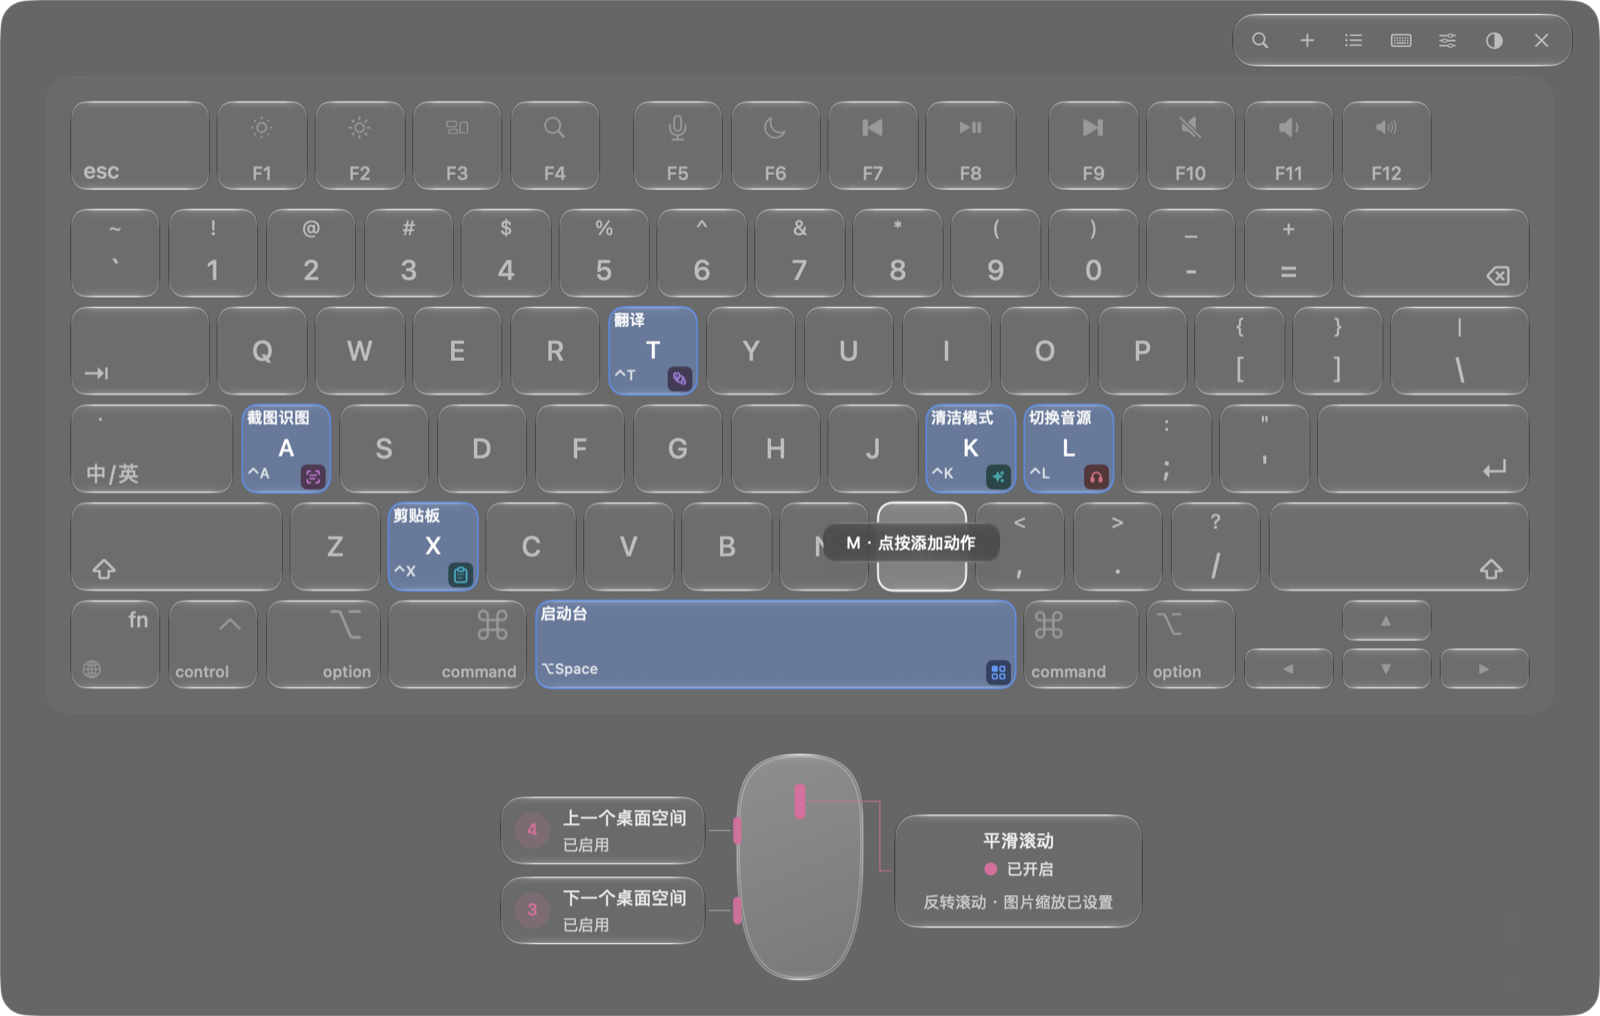 esc
F1 F2 F3 F4 F5 F6 F7 F8 F9 F10 F11 F12
~ ! @ # $ % ^ & * ( ) _ +
` 1 2 3 4 5 6 7 8 9 0 - =
翻译
{ } |
Q W E R T Y U I O P [ ] \
^T
截图识图 清洁模式 切换音源
: "
A S D F G H J K L ; '
中/英 ^A ^K ^L
剪贴板
< > ?
Z X C V B N , . /
M · 点按添加动作
^X
fn 启动台
control option command ⌥Space command option
上一个桌面空间
4
已启用
下一个桌面空间
3
已启用
平滑滚动
已开启
反转滚动 · 图片缩放已设置